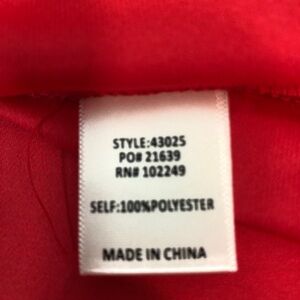 STYLE:43025
PO# 21639
RN# 102249
SELF:100%POLYESTER
MADE IN CHINA